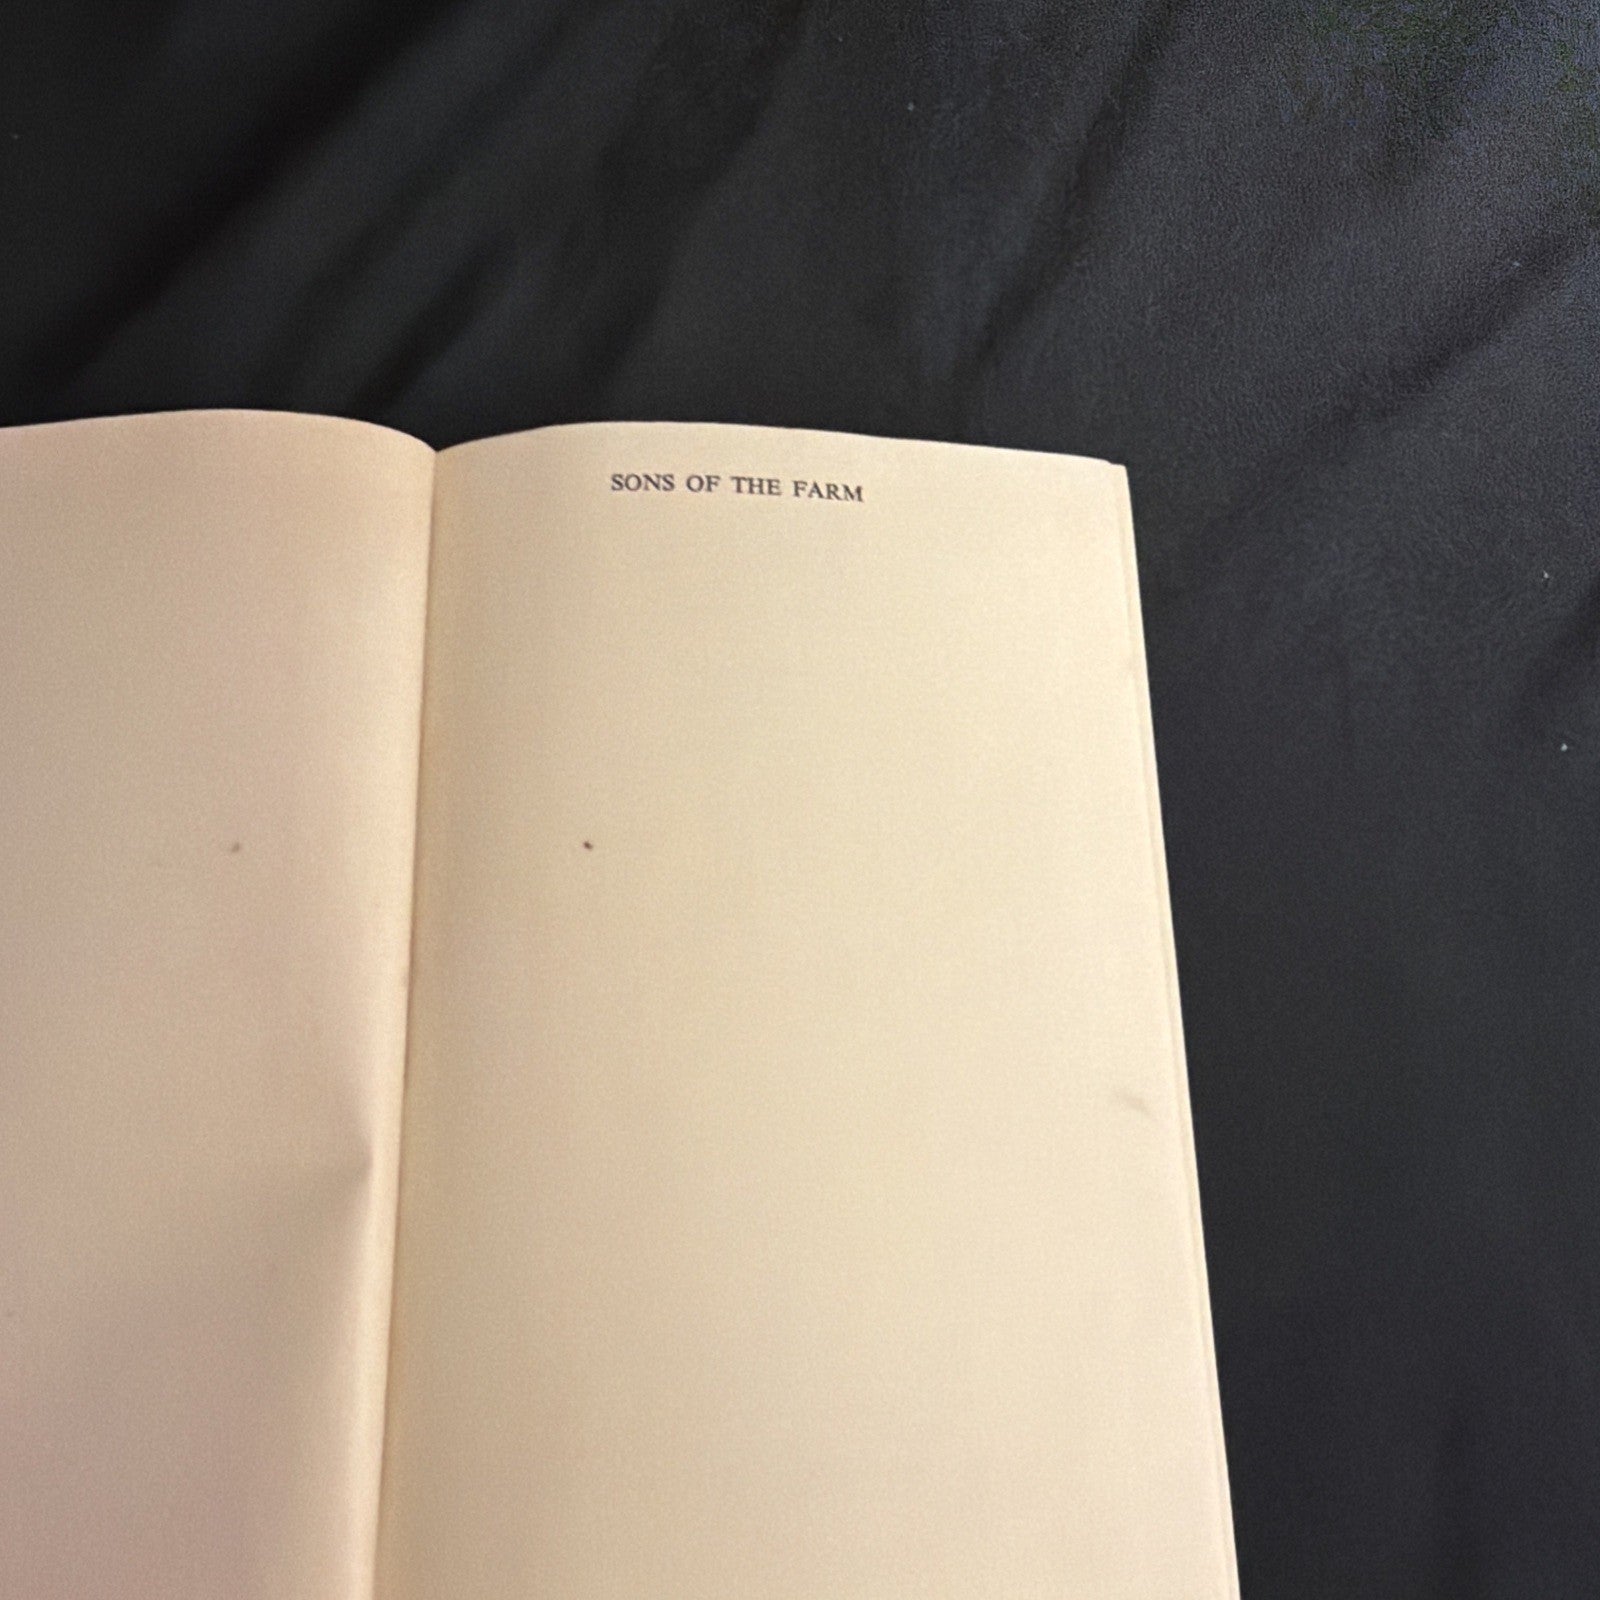 SONS OF THE FARM